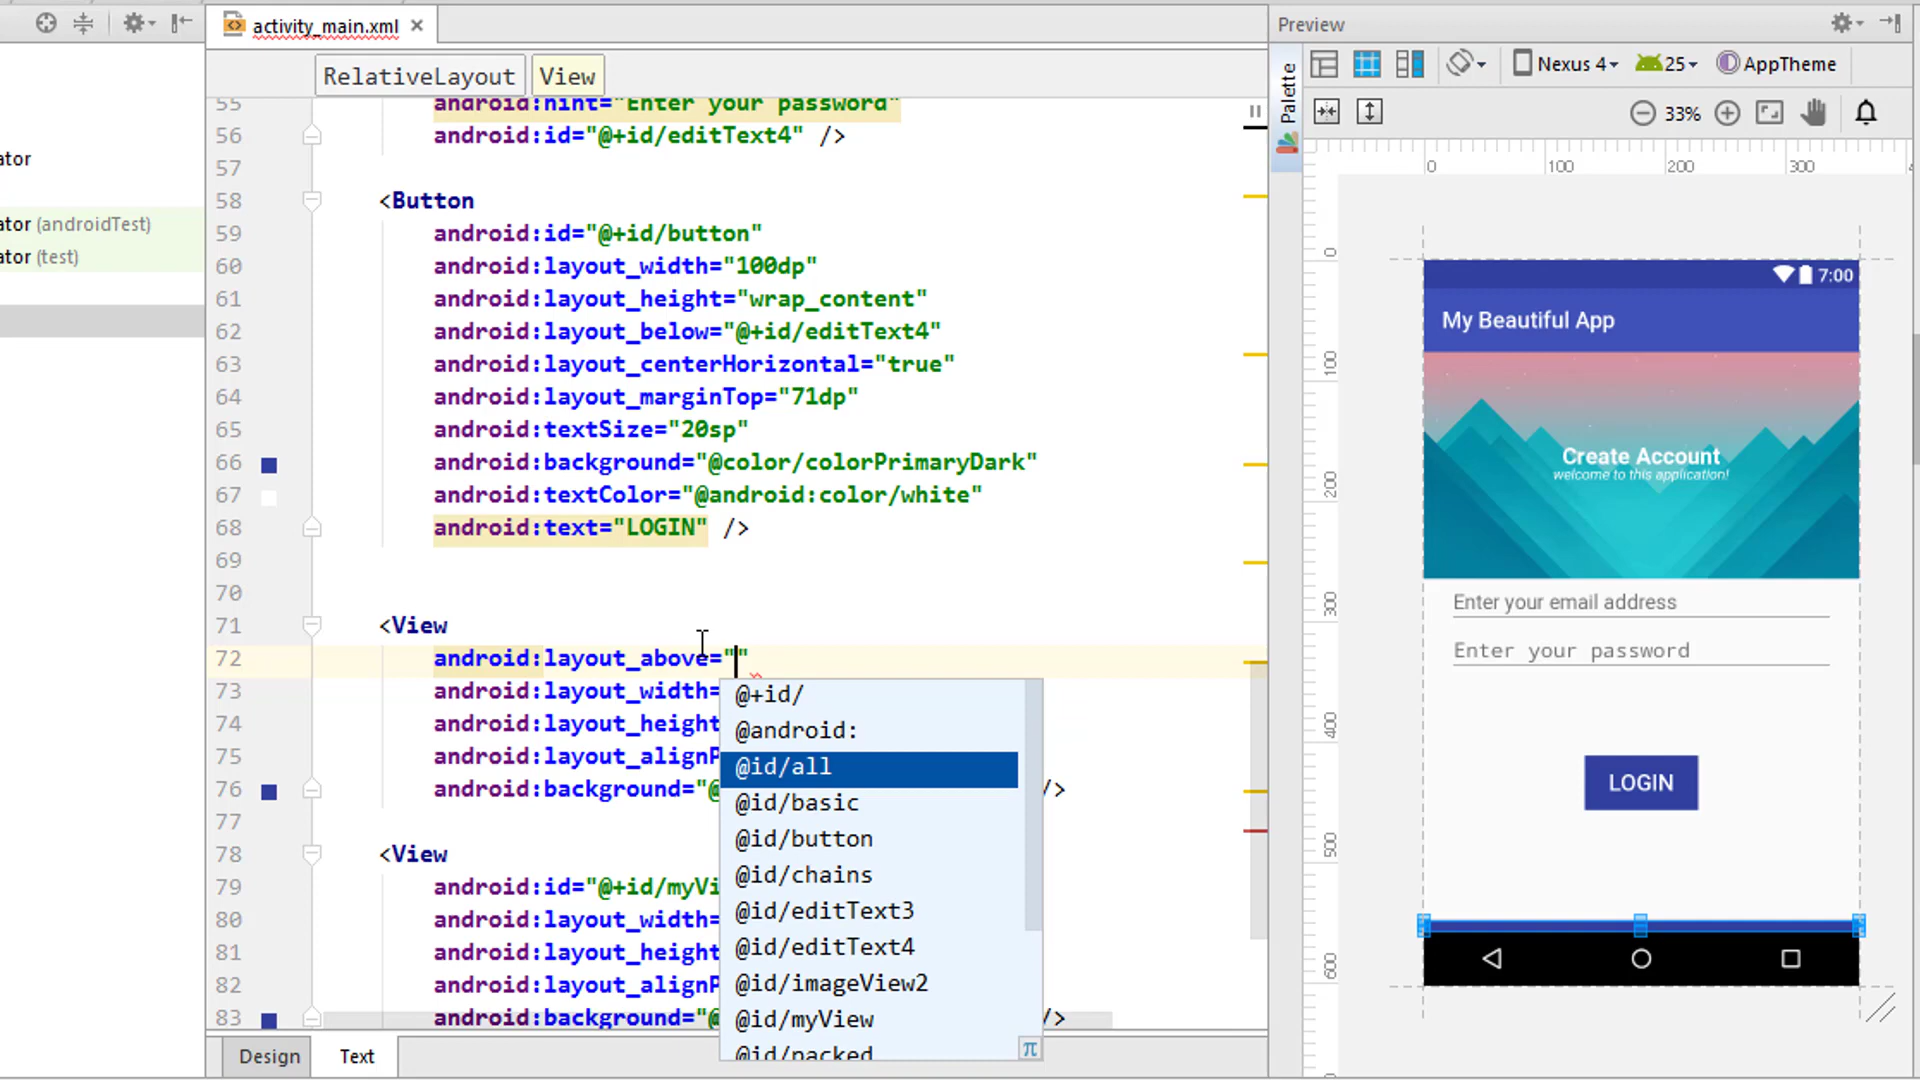 activity_main.xml
Preview
RelativeLayout View
Palette
Nexus 4 25 AppTheme
33%
ator
ator (androidTest)
ator (test)
55 android:hint="Enter your password"
56 android:id="@+id/editText4" />
57
58 <Button
59 android:id="@+id/button"
60 android:layout_width="100dp"
61 android:layout_height="wrap_content"
62 android:layout_below="@+id/editText4"
63 android:layout_centerHorizontal="true"
64 android:layout_marginTop="71dp"
65 android:textSize="20sp"
66 android:background="@color/colorPrimaryDark"
67 android:textColor="@android:color/white"
68 android:text="LOGIN" />
69
70
71 <View
72 android:layout_above=""
73 android:layout_width=
74 android:layout_height
75 android:layout_alignP
76 android:background="@ />
77
78 <View
79 android:id="@+id/myVi
80 android:layout_width=
81 android:layout_height
82 android:layout_alignP
83 android:background="@ />
@+id/
@android:
@id/all
@id/basic
@id/button
@id/chains
@id/editText3
@id/editText4
@id/imageView2
@id/myView
@id/packed
π
Design Text
0 100 200 300 4
0
100
200
300
400
500
600
7:00
My Beautiful App
Create Account
welcome to this application!
Enter your email address
Enter your password
LOGIN